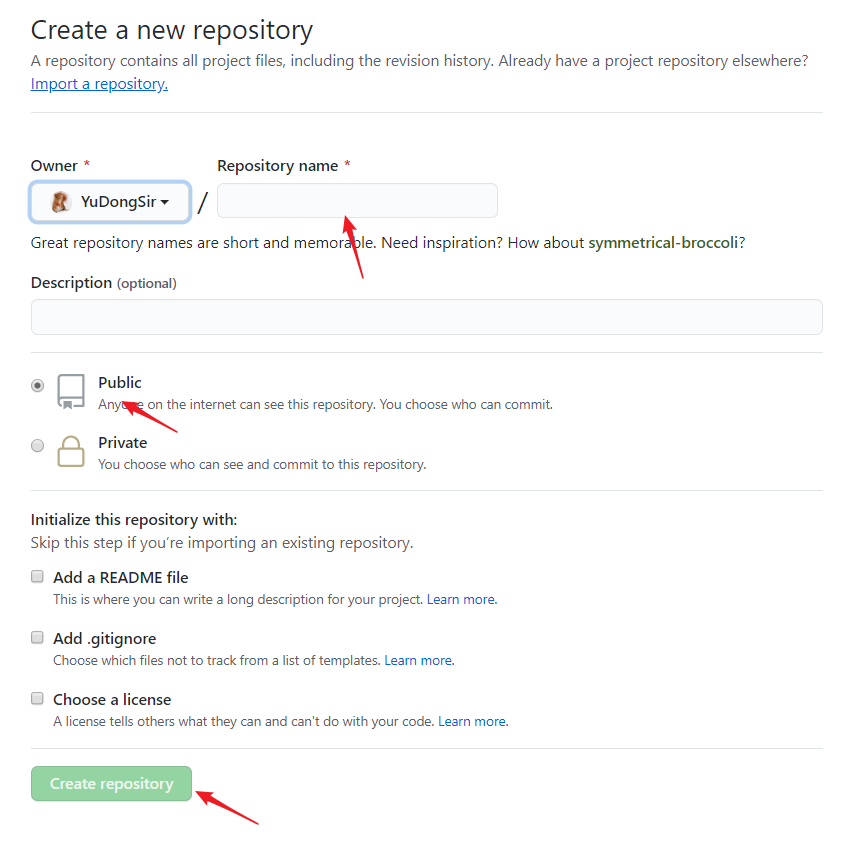 Create a new repository
A repository contains all project files, including the revision history. Already have a project repository elsewhere?
Import a repository.
Owner * Repository name *
YuDongSir /
Great repository names are short and memorable. Need inspiration? How about symmetrical-broccoli?
Description (optional)
Public
Anyone on the internet can see this repository. You choose who can commit.
Private
You choose who can see and commit to this repository.
Initialize this repository with:
Skip this step if you're importing an existing repository.
Add a README file
This is where you can write a long description for your project. Learn more.
Add .gitignore
Choose which files not to track from a list of templates. Learn more.
Choose a license
A license tells others what they can and can't do with your code. Learn more.
Create repository